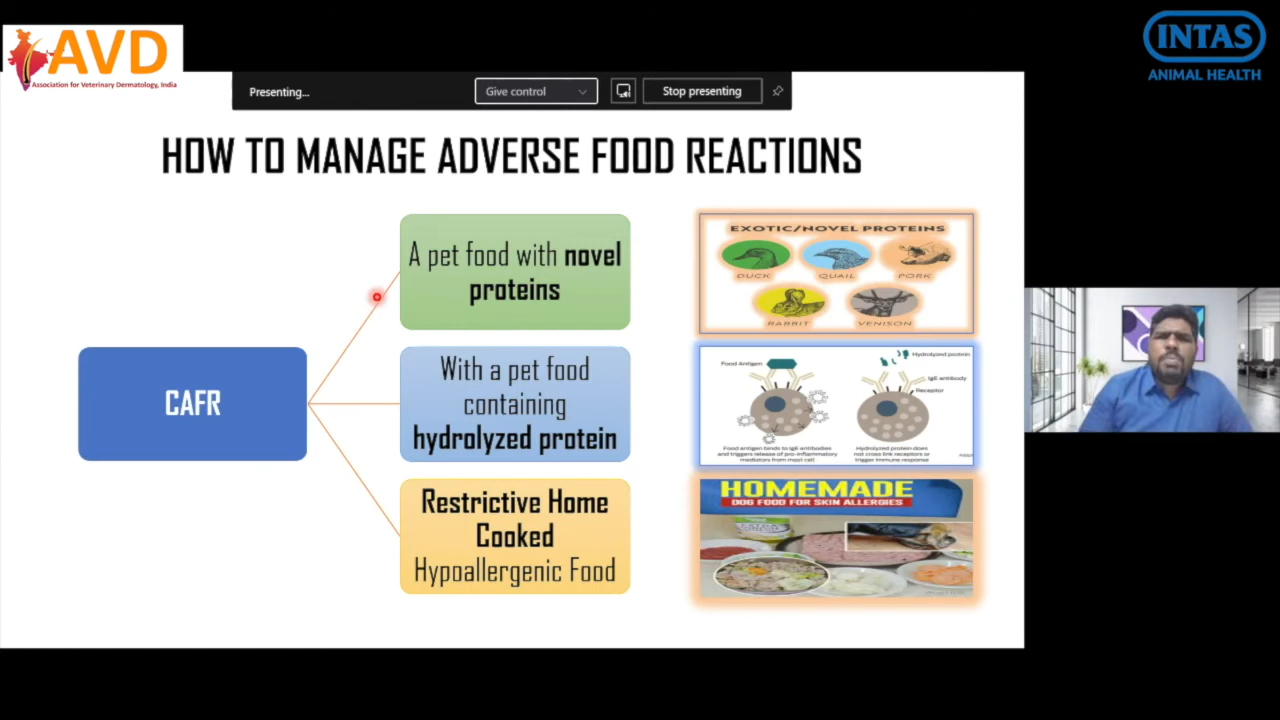 AVD
Association for Veterinary Dermatology, India
INTAS
ANIMAL HEALTH
Presenting...
Give control
Stop presenting
HOW TO MANAGE ADVERSE FOOD REACTIONS
CAFR
A pet food with novel
proteins
With a pet food
containing
hydrolyzed protein
Restrictive Home
Cooked
Hypoallergenic Food
EXOTIC/NOVEL PROTEINS
DUCK
QUAIL
PORK
RABBIT
VENISON
Food Antigen
Hydrolyzed protein
IgE antibody
Receptor
Food antigen binds to IgE antibodies
and triggers release of pro-inflammatory
mediators from mast cell
Hydrolyzed protein does
not cross link receptors or
trigger immune response
HOMEMADE
DOG FOOD FOR SKIN ALLERGIES